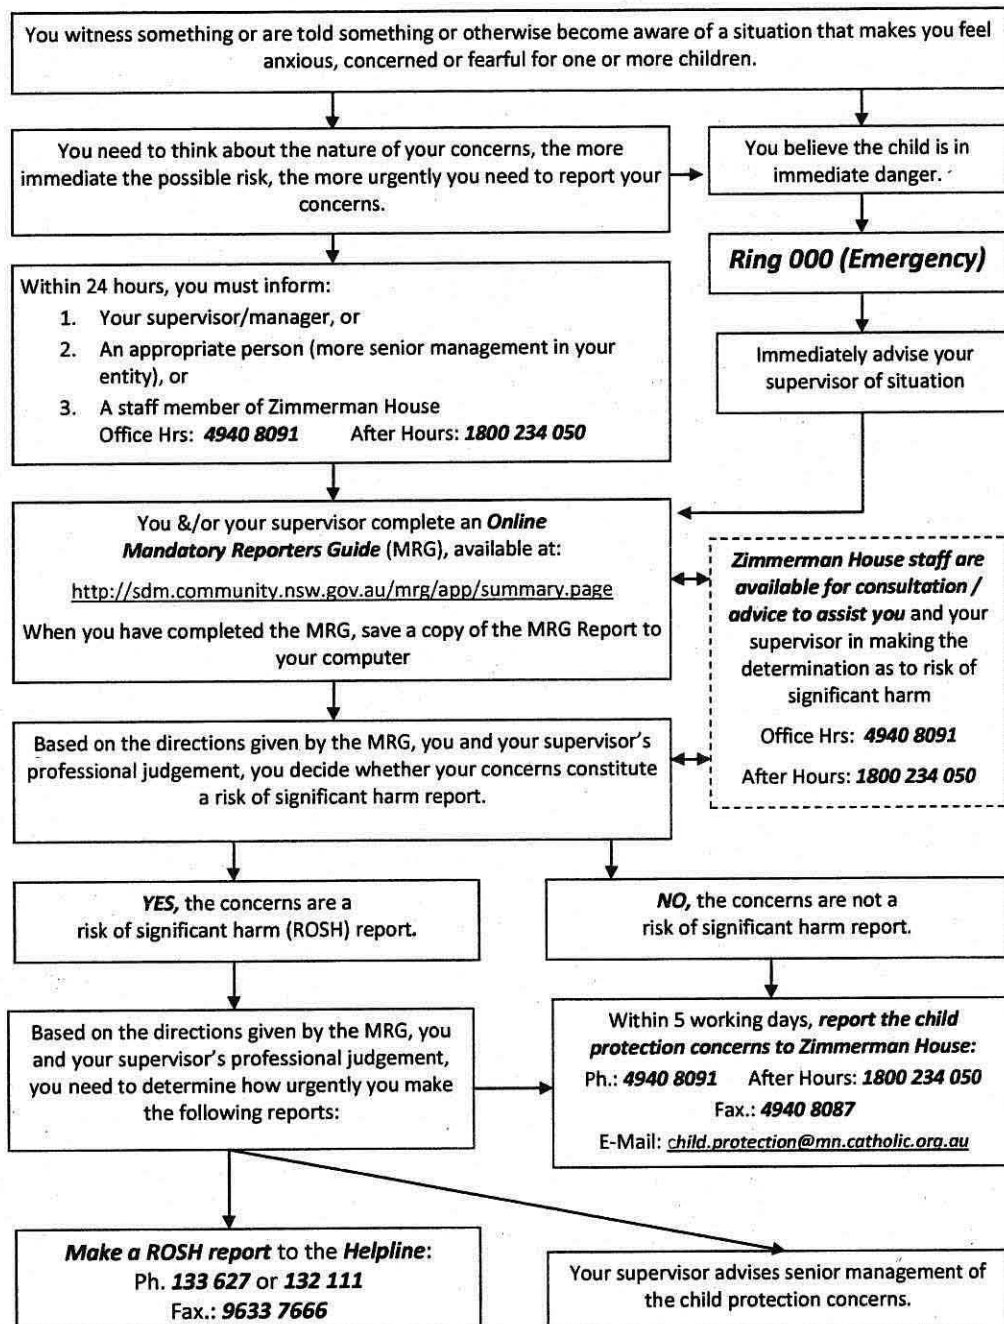 You witness something or are told something or otherwise become aware of a situation that makes you feel
anxious, concerned or fearful for one or more children.
You need to think about the nature of your concerns, the more
immediate the possible risk, the more urgently you need to report your
concerns.
You believe the child is in
immediate danger.
Ring 000 (Emergency)
Within 24 hours, you must inform:
1. Your supervisor/manager, or
2. An appropriate person (more senior management in your
entity), or
3. A staff member of Zimmerman House
Office Hrs: 4940 8091 After Hours: 1800 234 050
Immediately advise your
supervisor of situation
You &/or your supervisor complete an Online
Mandatory Reporters Guide (MRG), available at:
http://sdm.community.nsw.gov.au/mrg/app/summary.page
When you have completed the MRG, save a copy of the MRG Report to
your computer
Zimmerman House staff are
available for consultation /
advice to assist you and your
supervisor in making the
determination as to risk of
significant harm
Office Hrs: 4940 8091
After Hours: 1800 234 050
Based on the directions given by the MRG, you and your supervisor's
professional judgement, you decide whether your concerns constitute
a risk of significant harm report.
YES, the concerns are a
risk of significant harm (ROSH) report.
NO, the concerns are not a
risk of significant harm report.
Based on the directions given by the MRG, you
and your supervisor's professional judgement,
you need to determine how urgently you make
the following reports:
Within 5 working days, report the child
protection concerns to Zimmerman House:
Ph.: 4940 8091 After Hours: 1800 234 050
Fax.: 4940 8087
E-Mail: child.protection@mn.catholic.org.au
Make a ROSH report to the Helpline:
Ph. 133 627 or 132 111
Fax.: 9633 7666
Your supervisor advises senior management of
the child protection concerns.